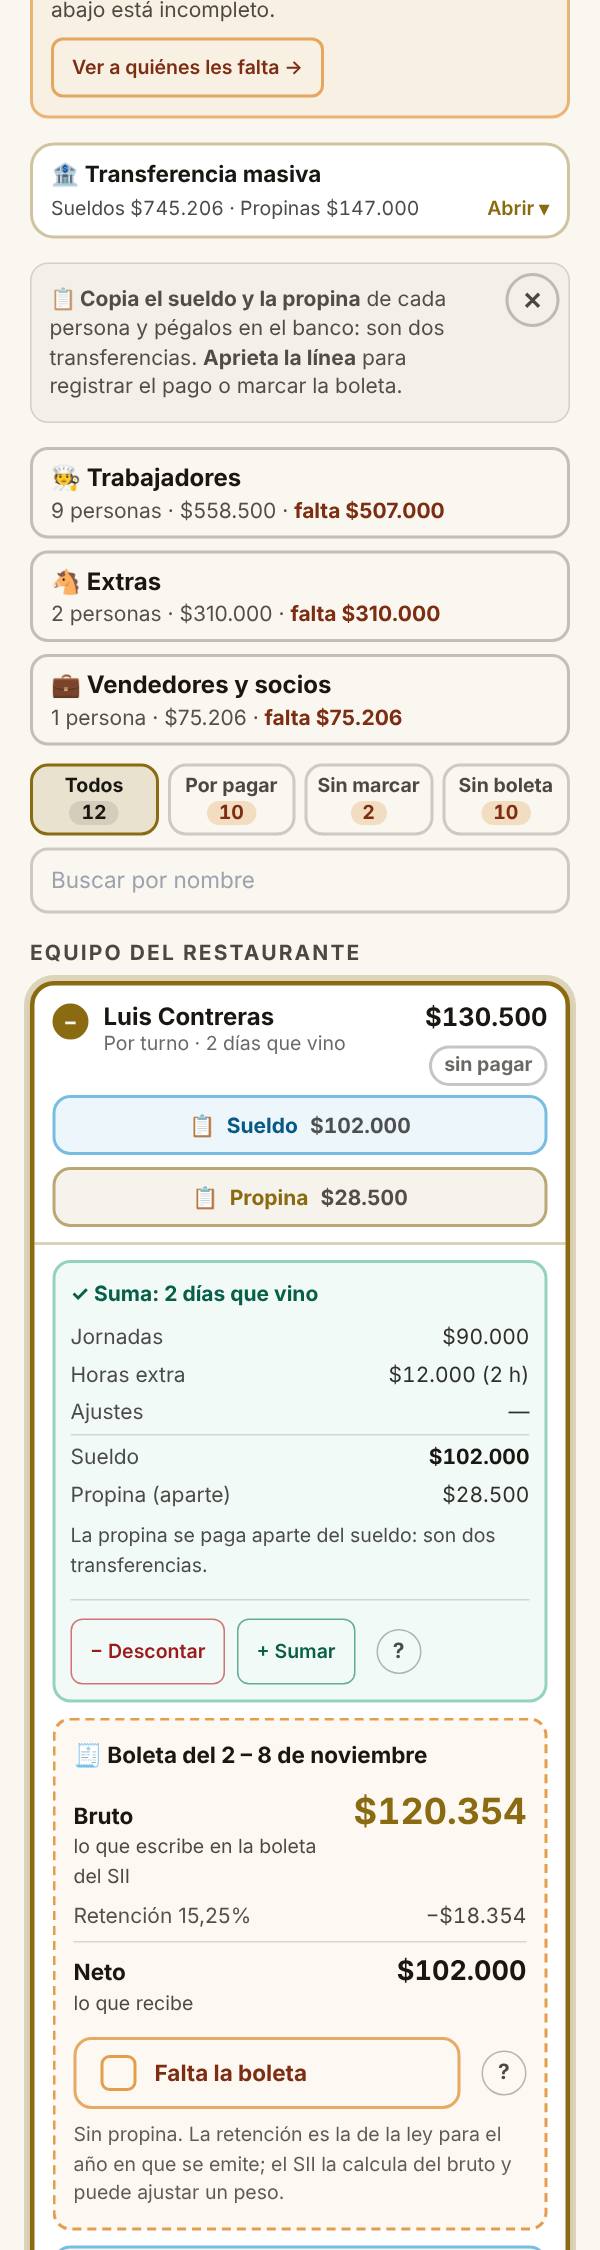 abajo está incompleto.
Ver a quiénes les falta →
🏦 Transferencia masiva
Sueldos $745.206 · Propinas $147.000 Abrir ▾
📋 Copia el sueldo y la propina de cada
persona y pégalos en el banco: son dos
transferencias. Aprieta la línea para
registrar el pago o marcar la boleta.
✕
🧑‍🍳 Trabajadores
9 personas · $558.500 · falta $507.000
🐴 Extras
2 personas · $310.000 · falta $310.000
💼 Vendedores y socios
1 persona · $75.206 · falta $75.206
Todos 12
Por pagar 10
Sin marcar 2
Sin boleta 10
Buscar por nombre
EQUIPO DEL RESTAURANTE
– Luis Contreras $130.500
Por turno · 2 días que vino
sin pagar
📋 Sueldo $102.000
📋 Propina $28.500
✓ Suma: 2 días que vino
Jornadas $90.000
Horas extra $12.000 (2 h)
Ajustes —
Sueldo $102.000
Propina (aparte) $28.500
La propina se paga aparte del sueldo: son dos
transferencias.
− Descontar + Sumar ?
🧾 Boleta del 2 – 8 de noviembre
Bruto $120.354
lo que escribe en la boleta
del SII
Retención 15,25% −$18.354
Neto $102.000
lo que recibe
Falta la boleta ?
Sin propina. La retención es la de la ley para el
año en que se emite; el SII la calcula del bruto y
puede ajustar un peso.